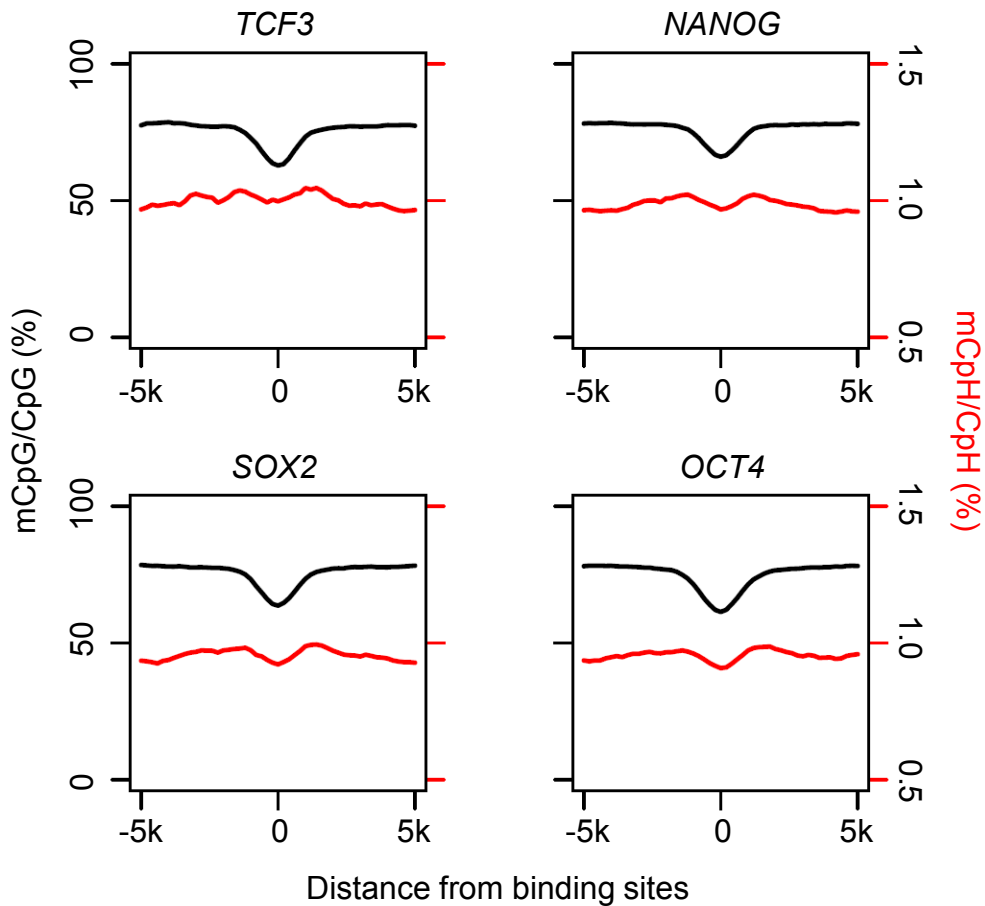 TCF3
NANOG
100
50
0
-5k
0
5k
-5k
0
5k
1.5
1.0
0.5
mCpG/CpG (%)
mCpH/CpH (%)
SOX2
OCT4
100
50
0
-5k
0
5k
-5k
0
5k
1.5
1.0
0.5
Distance from binding sites